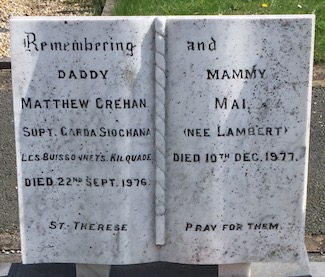 Remembering
DADDY
MATTHEW CREHAN
SUPT. GARDA SIOCHANA
LES BUISSONNETS, KILQUADE.
DIED 22ND SEPT. 1976.
ST. THERESE
and
MAMMY
MAI,
(NEE LAMBERT)
DIED 10TH DEC. 1977.
PRAY FOR THEM.